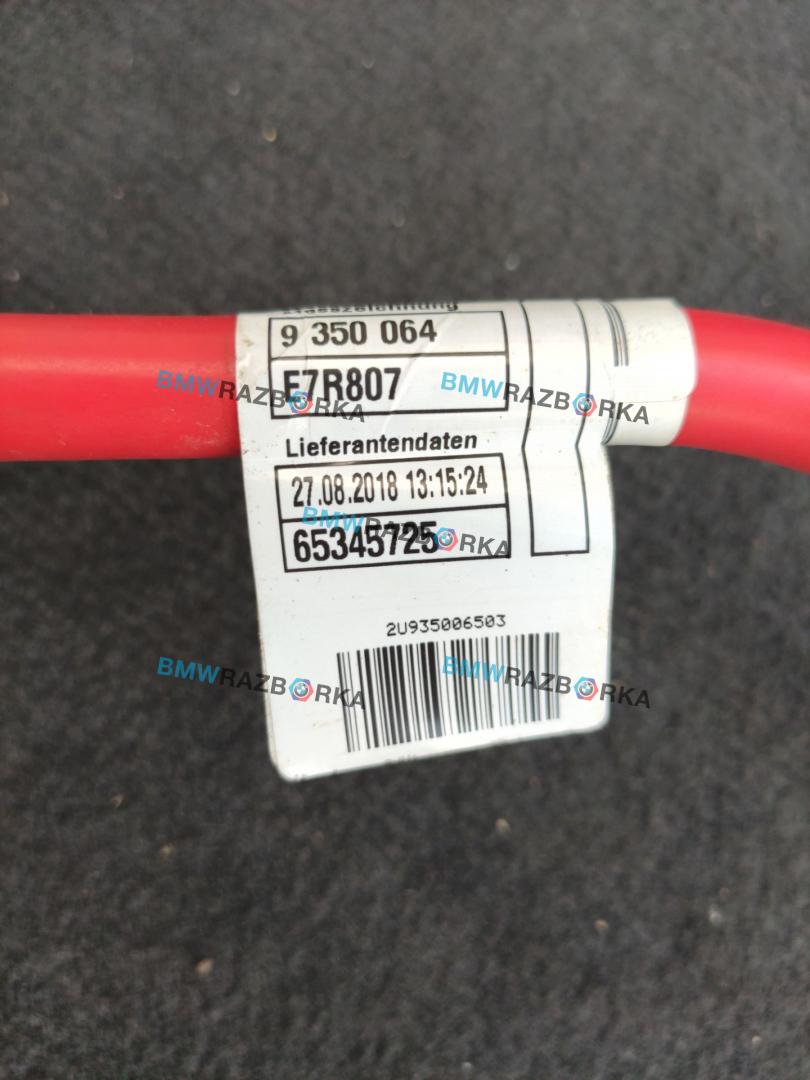 9 350 064
E7R807
BMWRAZBORKA
BMWRAZBORKA
Lieferantendaten
27.08.2018 13:15:24
BMWRAZBORKA
65345725
2U935006503
BMWRAZBORKA
BMWRAZBORKA